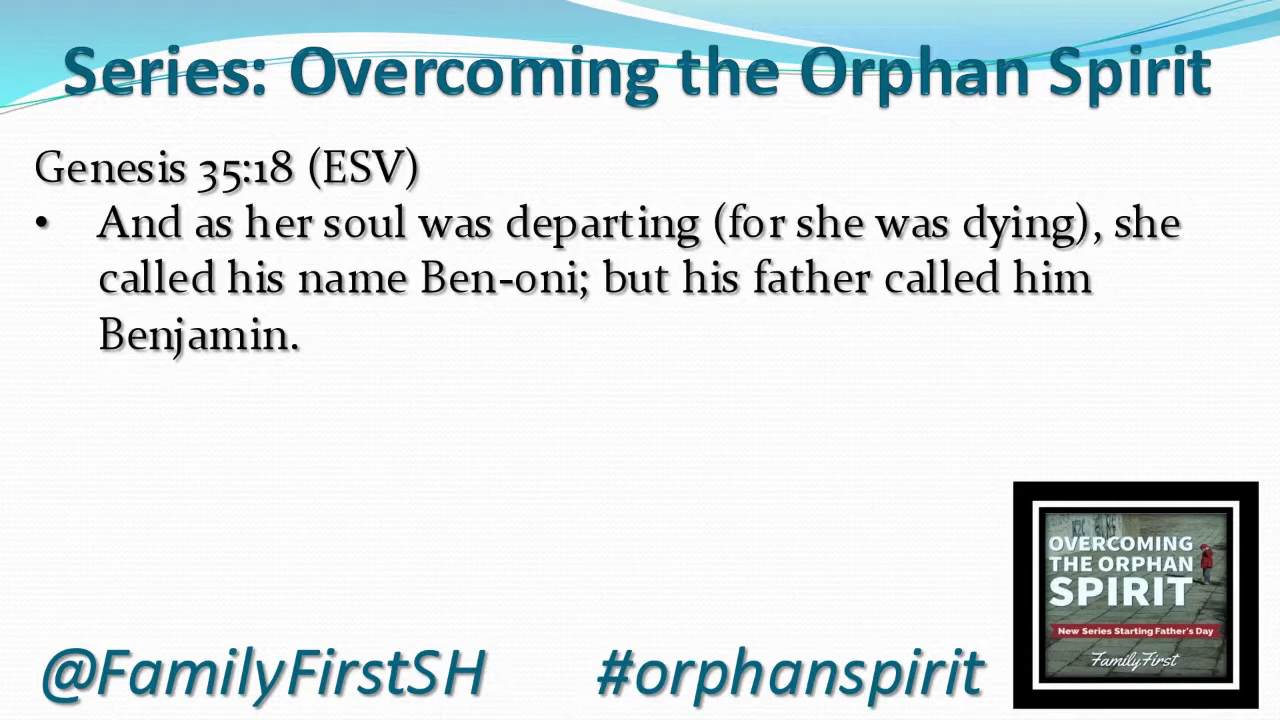 Series: Overcoming the Orphan Spirit
Genesis 35:18 (ESV)
• And as her soul was departing (for she was dying), she
called his name Ben-oni; but his father called him
Benjamin.
OVERCOMING
THE ORPHAN
SPIRIT
New Series Starting Father's Day
FamilyFirst
@FamilyFirstSH #orphanspirit